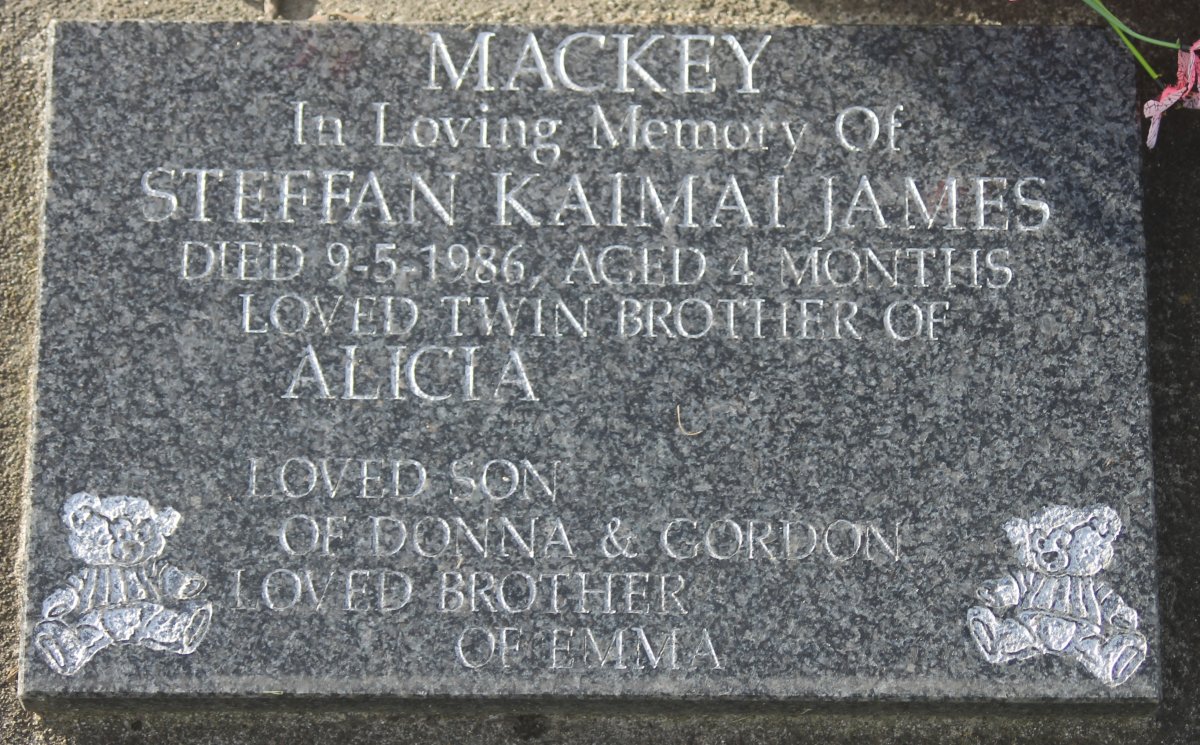 MACKEY
In Loving Memory Of
STEFFAN KAIMAI JAMES
DIED 9-5-1986, AGED 4 MONTHS
LOVED TWIN BROTHER OF
ALICIA
LOVED SON
OF DONNA & GORDON
LOVED BROTHER
OF EMMA